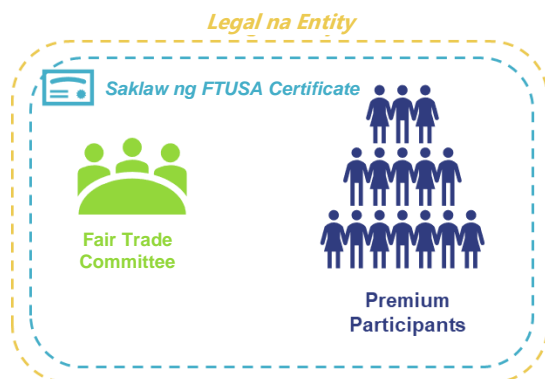 Legal na Entity
Saklaw ng FTUSA Certificate
Fair Trade
Committee
Premium
Participants